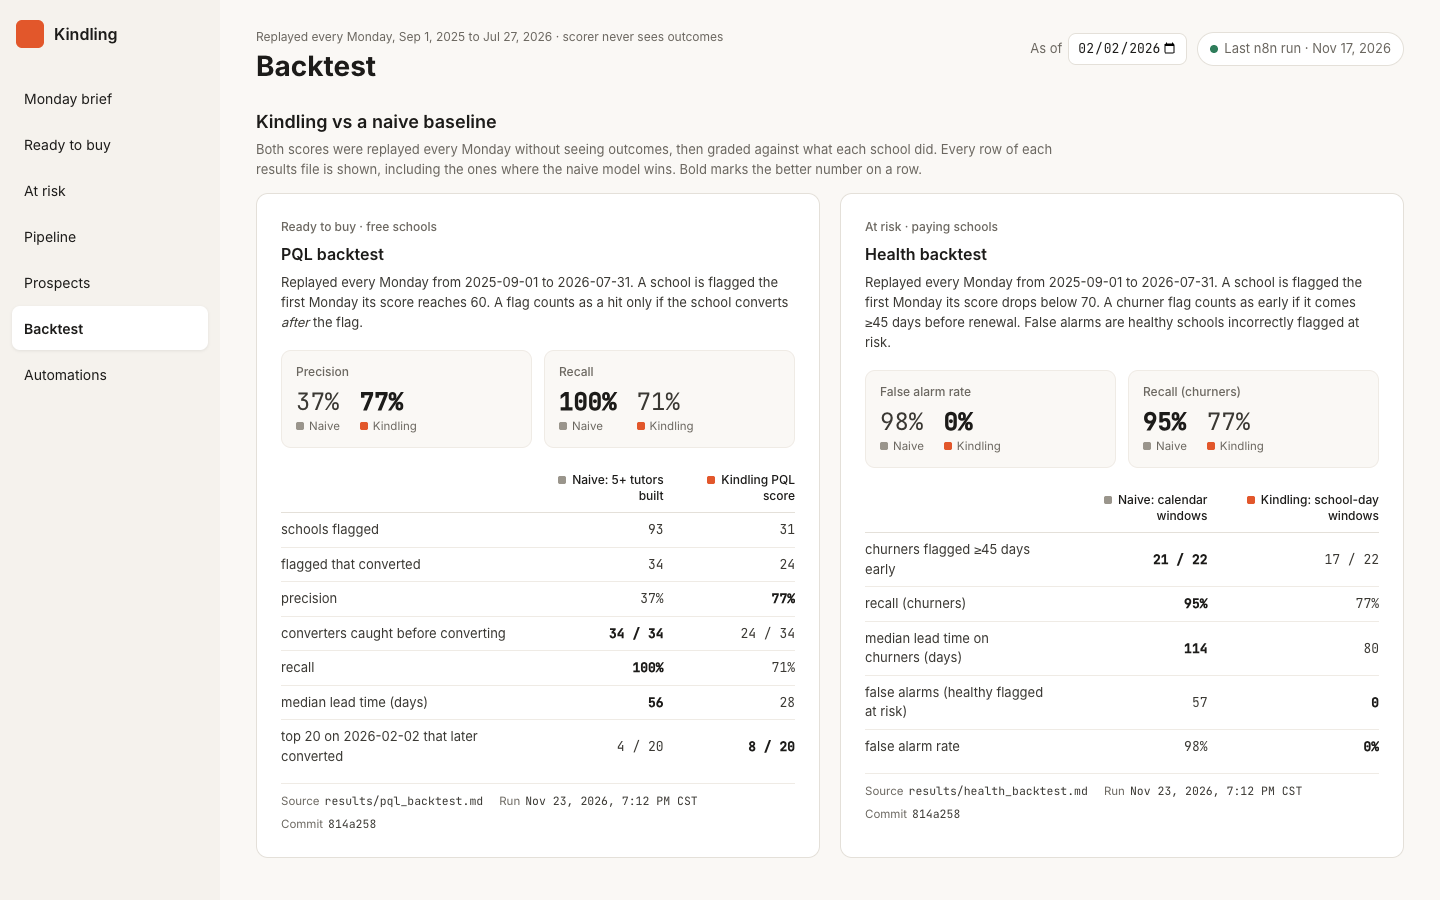 Kindling
Monday brief
Ready to buy
At risk
Pipeline
Prospects
Backtest
Automations
Replayed every Monday, Sep 1, 2025 to Jul 27, 2026 · scorer never sees outcomes
Backtest
As of 02/02/2026
Last n8n run · Nov 17, 2026
Kindling vs a naive baseline
Both scores were replayed every Monday without seeing outcomes, then graded against what each school did. Every row of each
results file is shown, including the ones where the naive model wins. Bold marks the better number on a row.
Ready to buy · free schools
PQL backtest
Replayed every Monday from 2025-09-01 to 2026-07-31. A school is flagged the
first Monday its score reaches 60. A flag counts as a hit only if the school converts
after the flag.
Precision
37% 77%
Naive Kindling
Recall
100% 71%
Naive Kindling
Naive: 5+ tutors
built
Kindling PQL
score
schools flagged 93 31
flagged that converted 34 24
precision 37% 77%
converters caught before converting 34 / 34 24 / 34
recall 100% 71%
median lead time (days) 56 28
top 20 on 2026-02-02 that later
converted 4 / 20 8 / 20
Source results/pql_backtest.md Run Nov 23, 2026, 7:12 PM CST
Commit 814a258
At risk · paying schools
Health backtest
Replayed every Monday from 2025-09-01 to 2026-07-31. A school is flagged the
first Monday its score drops below 70. A churner flag counts as early if it comes
≥45 days before renewal. False alarms are healthy schools incorrectly flagged at
risk.
False alarm rate
98% 0%
Naive Kindling
Recall (churners)
95% 77%
Naive Kindling
Naive: calendar
windows
Kindling: school-day
windows
churners flagged ≥45 days
early 21 / 22 17 / 22
recall (churners) 95% 77%
median lead time on
churners (days) 114 80
false alarms (healthy flagged
at risk) 57 0
false alarm rate 98% 0%
Source results/health_backtest.md Run Nov 23, 2026, 7:12 PM CST
Commit 814a258